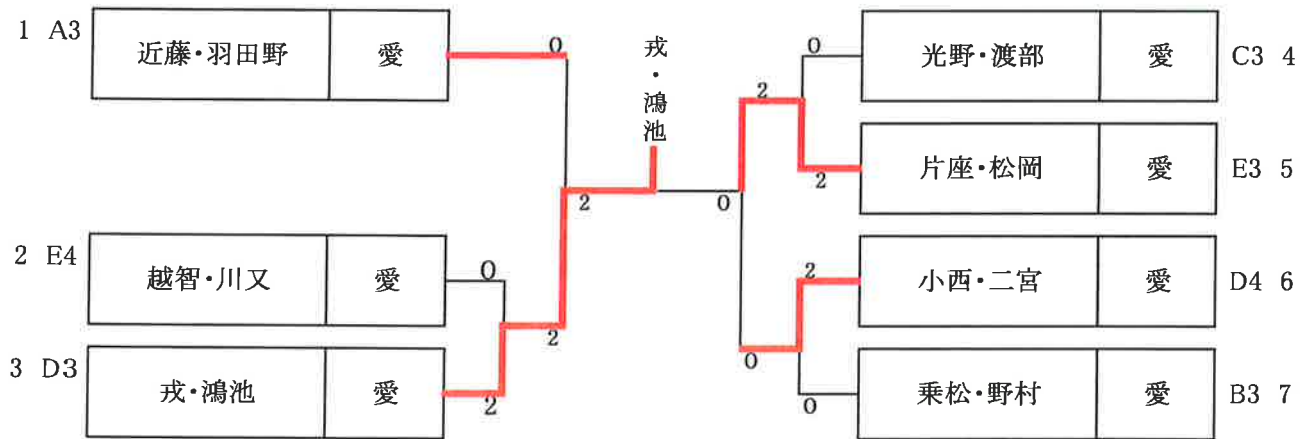 1 A3 近藤・羽田野 愛 0
2 E4 越智・川又 愛 0
3 D3 戎・鴻池 愛 2
2
2
戎・鴻池
0
2
0
0 光野・渡部 愛 C3 4
2 片座・松岡 愛 E3 5
2 小西・二宮 愛 D4 6
0 乗松・野村 愛 B3 7